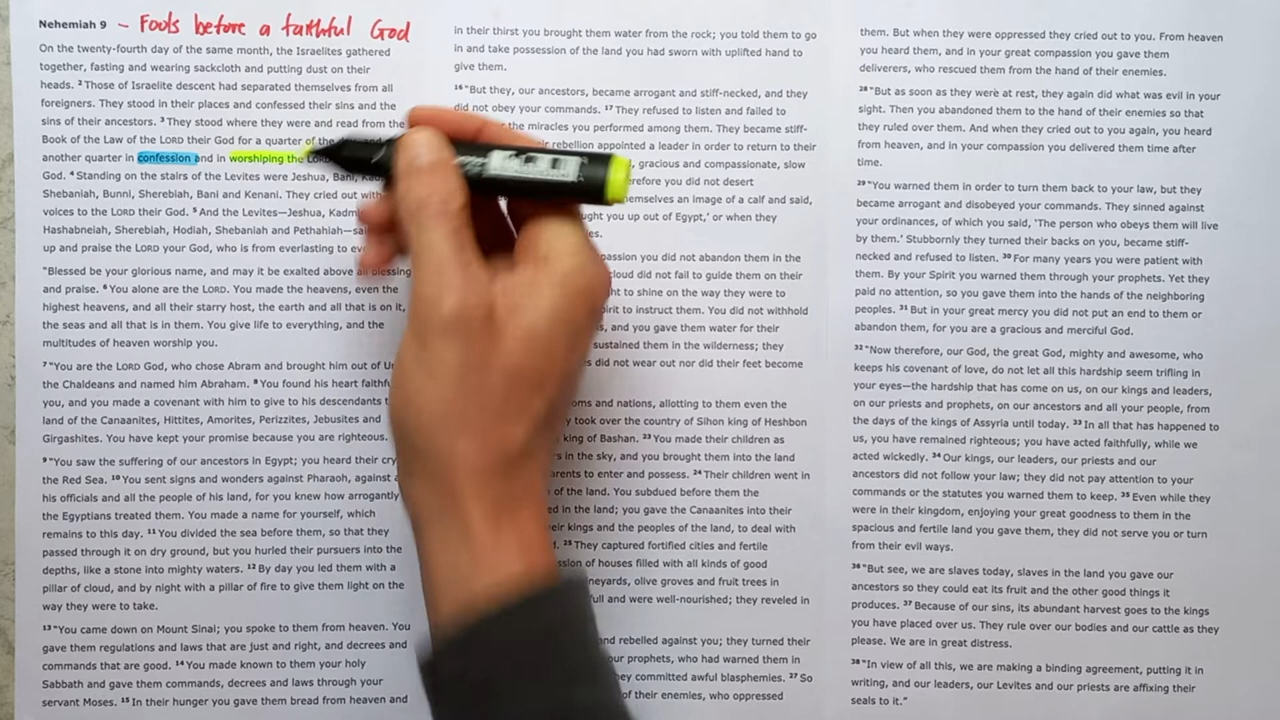 Nehemiah 9 - Fools before a faithful God
On the twenty-fourth day of the same month, the Israelites gathered
together, fasting and wearing sackcloth and putting dust on their
heads. ² Those of Israelite descent had separated themselves from all
foreigners. They stood in their places and confessed their sins and the
sins of their ancestors. ³ They stood where they were and read from the
Book of the Law of the LORD their God for a quarter of the
another quarter in confession and in worshiping the
God. ⁴ Standing on the stairs of the Levites were Jeshua, Bani,
Shebaniah, Bunni, Sherebiah, Bani and Kenani. They cried out with
voices to the LORD their God. ⁵ And the Levites—Jeshua,
Hashabneiah, Sherebiah, Hodiah, Shebaniah and Pethahiah—
up and praise the LORD your God, who is from everlasting to
"Blessed be your glorious name, and may it be exalted above all blessing
and praise. ⁶ You alone are the LORD. You made the heavens, even the
highest heavens, and all their starry host, the earth and all that is on it,
the seas and all that is in them. You give life to everything, and the
multitudes of heaven worship you.
⁷ "You are the LORD God, who chose Abram and brought him out of
the Chaldeans and named him Abraham. ⁸ You found his heart
you, and you made a covenant with him to give to his descendants
land of the Canaanites, Hittites, Amorites, Perizzites, Jebusites and
Girgashites. You have kept your promise because you are righteous.
⁹ "You saw the suffering of our ancestors in Egypt; you heard their cry
the Red Sea. ¹⁰ You sent signs and wonders against Pharaoh, against
his officials and all the people of his land, for you knew how arrogantly
the Egyptians treated them. You made a name for yourself, which
remains to this day. ¹¹ You divided the sea before them, so that they
passed through it on dry ground, but you hurled their pursuers into the
depths, like a stone into mighty waters. ¹² By day you led them with a
pillar of cloud, and by night with a pillar of fire to give them light on the
way they were to take.
¹³ "You came down on Mount Sinai; you spoke to them from heaven. You
gave them regulations and laws that are just and right, and decrees and
commands that are good. ¹⁴ You made known to them your holy
Sabbath and gave them commands, decrees and laws through your
servant Moses. ¹⁵ In their hunger you gave them bread from heaven and
in their thirst you brought them water from the rock; you told them to go
in and take possession of the land you had sworn with uplifted hand to
give them.
¹⁶ "But they, our ancestors, became arrogant and stiff-necked, and they
did not obey your commands. ¹⁷ They refused to listen and failed to
the miracles you performed among them. They became stiff-
rebellion appointed a leader in order to return to their
gracious and compassionate, slow
you did not desert
an image of a calf and said,
you up out of Egypt,' or when they
you did not abandon them in the
cloud did not fail to guide them on their
to shine on the way they were to
to instruct them. You did not withhold
and you gave them water for their
sustained them in the wilderness; they
did not wear out nor did their feet become
and nations, allotting to them even the
took over the country of Sihon king of Heshbon
king of Bashan. ²³ You made their children as
in the sky, and you brought them into the land
to enter and possess. ²⁴ Their children went in
of the land. You subdued before them the
in the land; you gave the Canaanites into their
kings and the peoples of the land, to deal with
²⁵ They captured fortified cities and fertile
of houses filled with all kinds of good
olive groves and fruit trees in
full and were well-nourished; they reveled in
and rebelled against you; they turned their
prophets, who had warned them in
committed awful blasphemies. ²⁷ So
of their enemies, who oppressed
them. But when they were oppressed they cried out to you. From heaven
you heard them, and in your great compassion you gave them
deliverers, who rescued them from the hand of their enemies.
²⁸ "But as soon as they were at rest, they again did what was evil in your
sight. Then you abandoned them to the hand of their enemies so that
they ruled over them. And when they cried out to you again, you heard
from heaven, and in your compassion you delivered them time after
time.
²⁹ "You warned them in order to turn them back to your law, but they
became arrogant and disobeyed your commands. They sinned against
your ordinances, of which you said, 'The person who obeys them will live
by them.' Stubbornly they turned their backs on you, became stiff-
necked and refused to listen. ³⁰ For many years you were patient with
them. By your Spirit you warned them through your prophets. Yet they
paid no attention, so you gave them into the hands of the neighboring
peoples. ³¹ But in your great mercy you did not put an end to them or
abandon them, for you are a gracious and merciful God.
³² "Now therefore, our God, the great God, mighty and awesome, who
keeps his covenant of love, do not let all this hardship seem trifling in
your eyes—the hardship that has come on us, on our kings and leaders,
on our priests and prophets, on our ancestors and all your people, from
the days of the kings of Assyria until today. ³³ In all that has happened to
us, you have remained righteous; you have acted faithfully, while we
acted wickedly. ³⁴ Our kings, our leaders, our priests and our
ancestors did not follow your law; they did not pay attention to your
commands or the statutes you warned them to keep. ³⁵ Even while they
were in their kingdom, enjoying your great goodness to them in the
spacious and fertile land you gave them, they did not serve you or turn
from their evil ways.
³⁶ "But see, we are slaves today, slaves in the land you gave our
ancestors so they could eat its fruit and the other good things it
produces. ³⁷ Because of our sins, its abundant harvest goes to the kings
you have placed over us. They rule over our bodies and our cattle as they
please. We are in great distress.
³⁸ "In view of all this, we are making a binding agreement, putting it in
writing, and our leaders, our Levites and our priests are affixing their
seals to it."